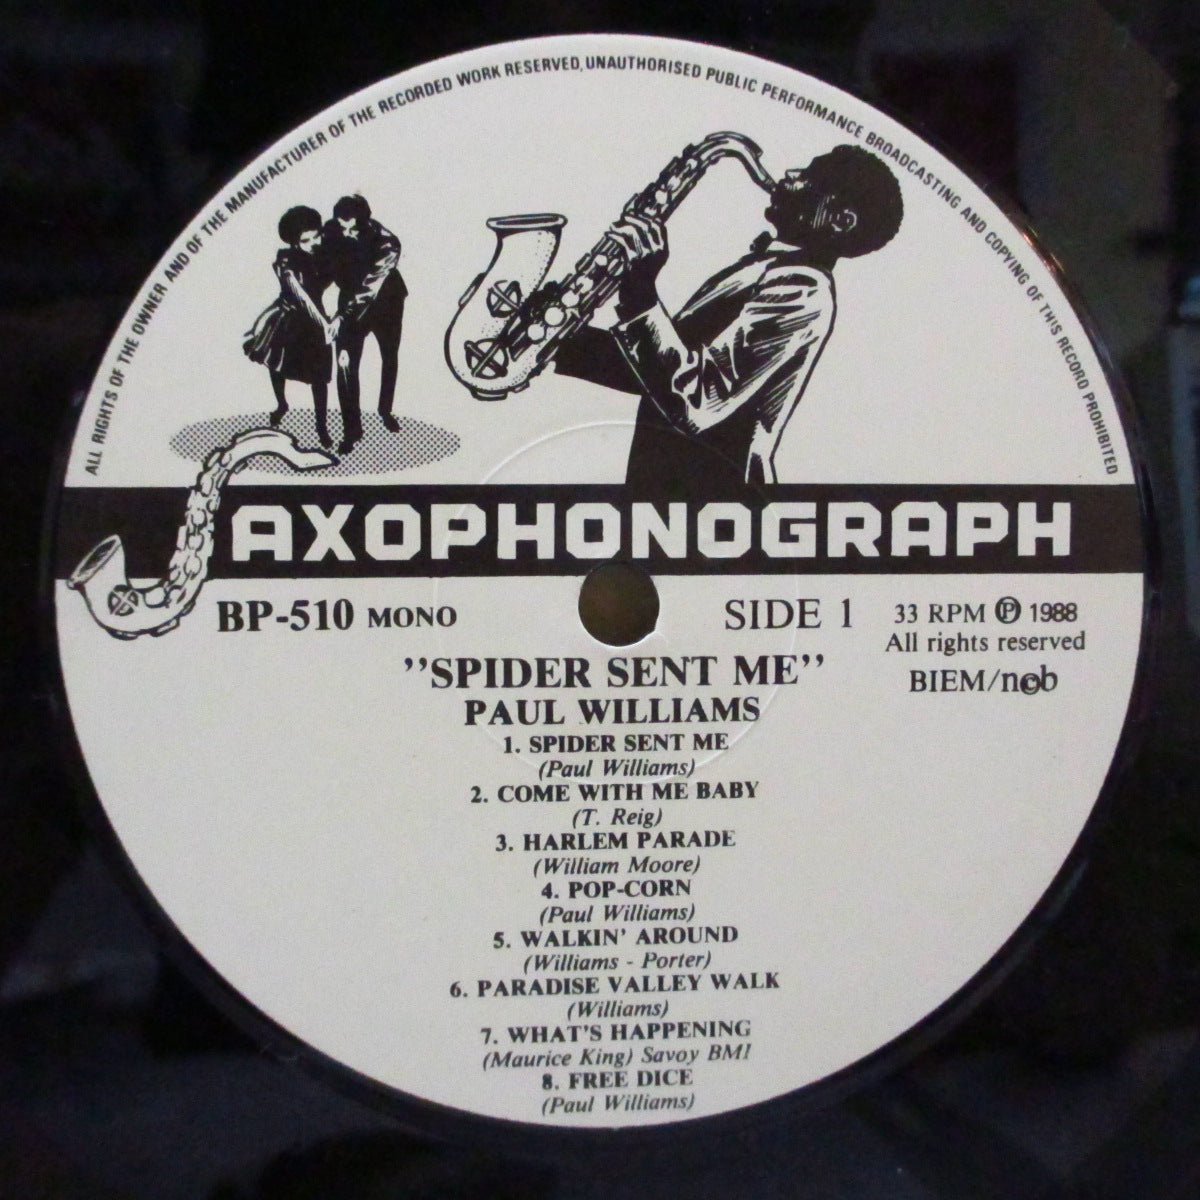 ALL RIGHTS OF THE OWNER AND OF THE MANUFACTURER OF THE RECORDED WORK RESERVED, UNAUTHORISED PUBLIC PERFORMANCE BROADCASTING AND COPYING OF THIS RECORD PROHIBITED
SAXOPHONOGRAPH
BP-510 MONO
SIDE 1
33 RPM Ⓟ 1988
All rights reserved
BIEM/n©b
"SPIDER SENT ME"
PAUL WILLIAMS
1. SPIDER SENT ME
(Paul Williams)
2. COME WITH ME BABY
(T. Reig)
3. HARLEM PARADE
(William Moore)
4. POP-CORN
(Paul Williams)
5. WALKIN' AROUND
(Williams - Porter)
6. PARADISE VALLEY WALK
(Williams)
7. WHAT'S HAPPENING
(Maurice King) Savoy BMI
8. FREE DICE
(Paul Williams)